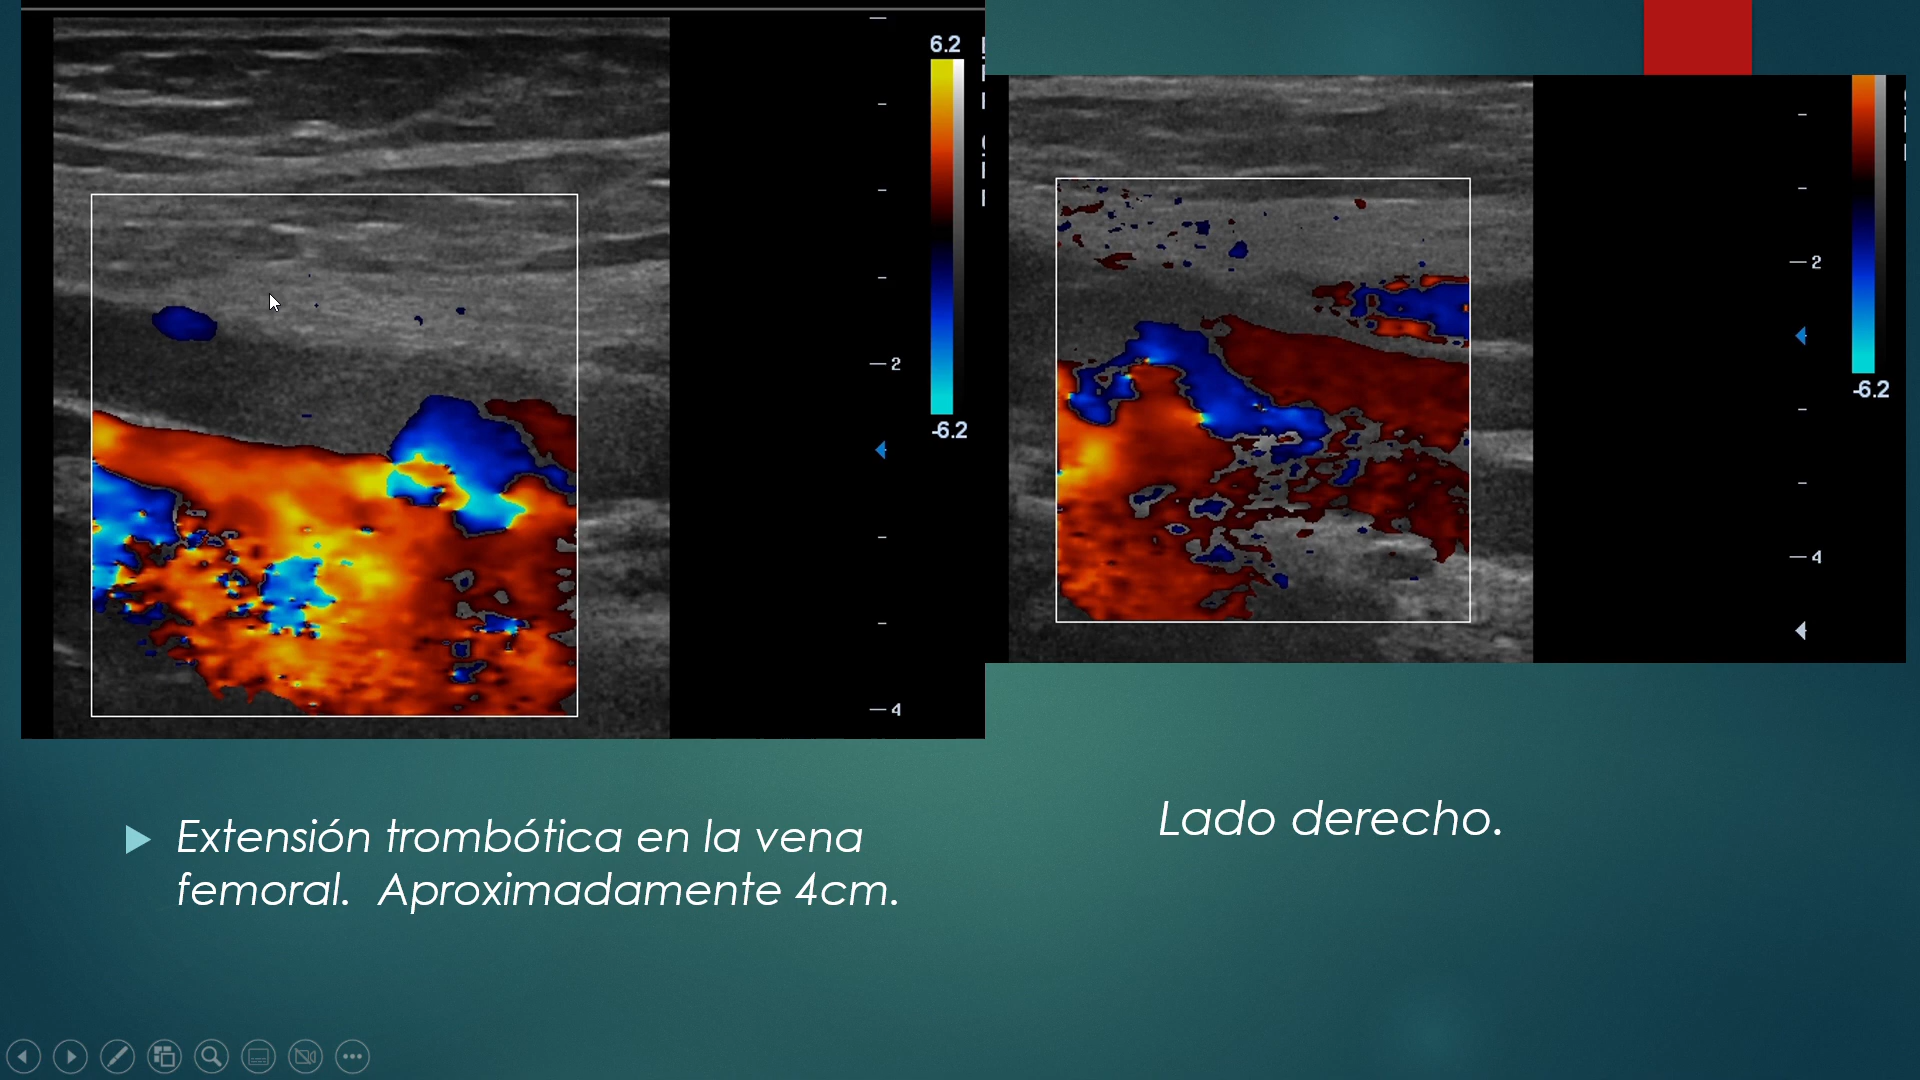 6.2
2
-6.2
4
2
-6.2
4
Extensión trombótica en la vena
femoral.  Aproximadamente 4cm.
Lado derecho.